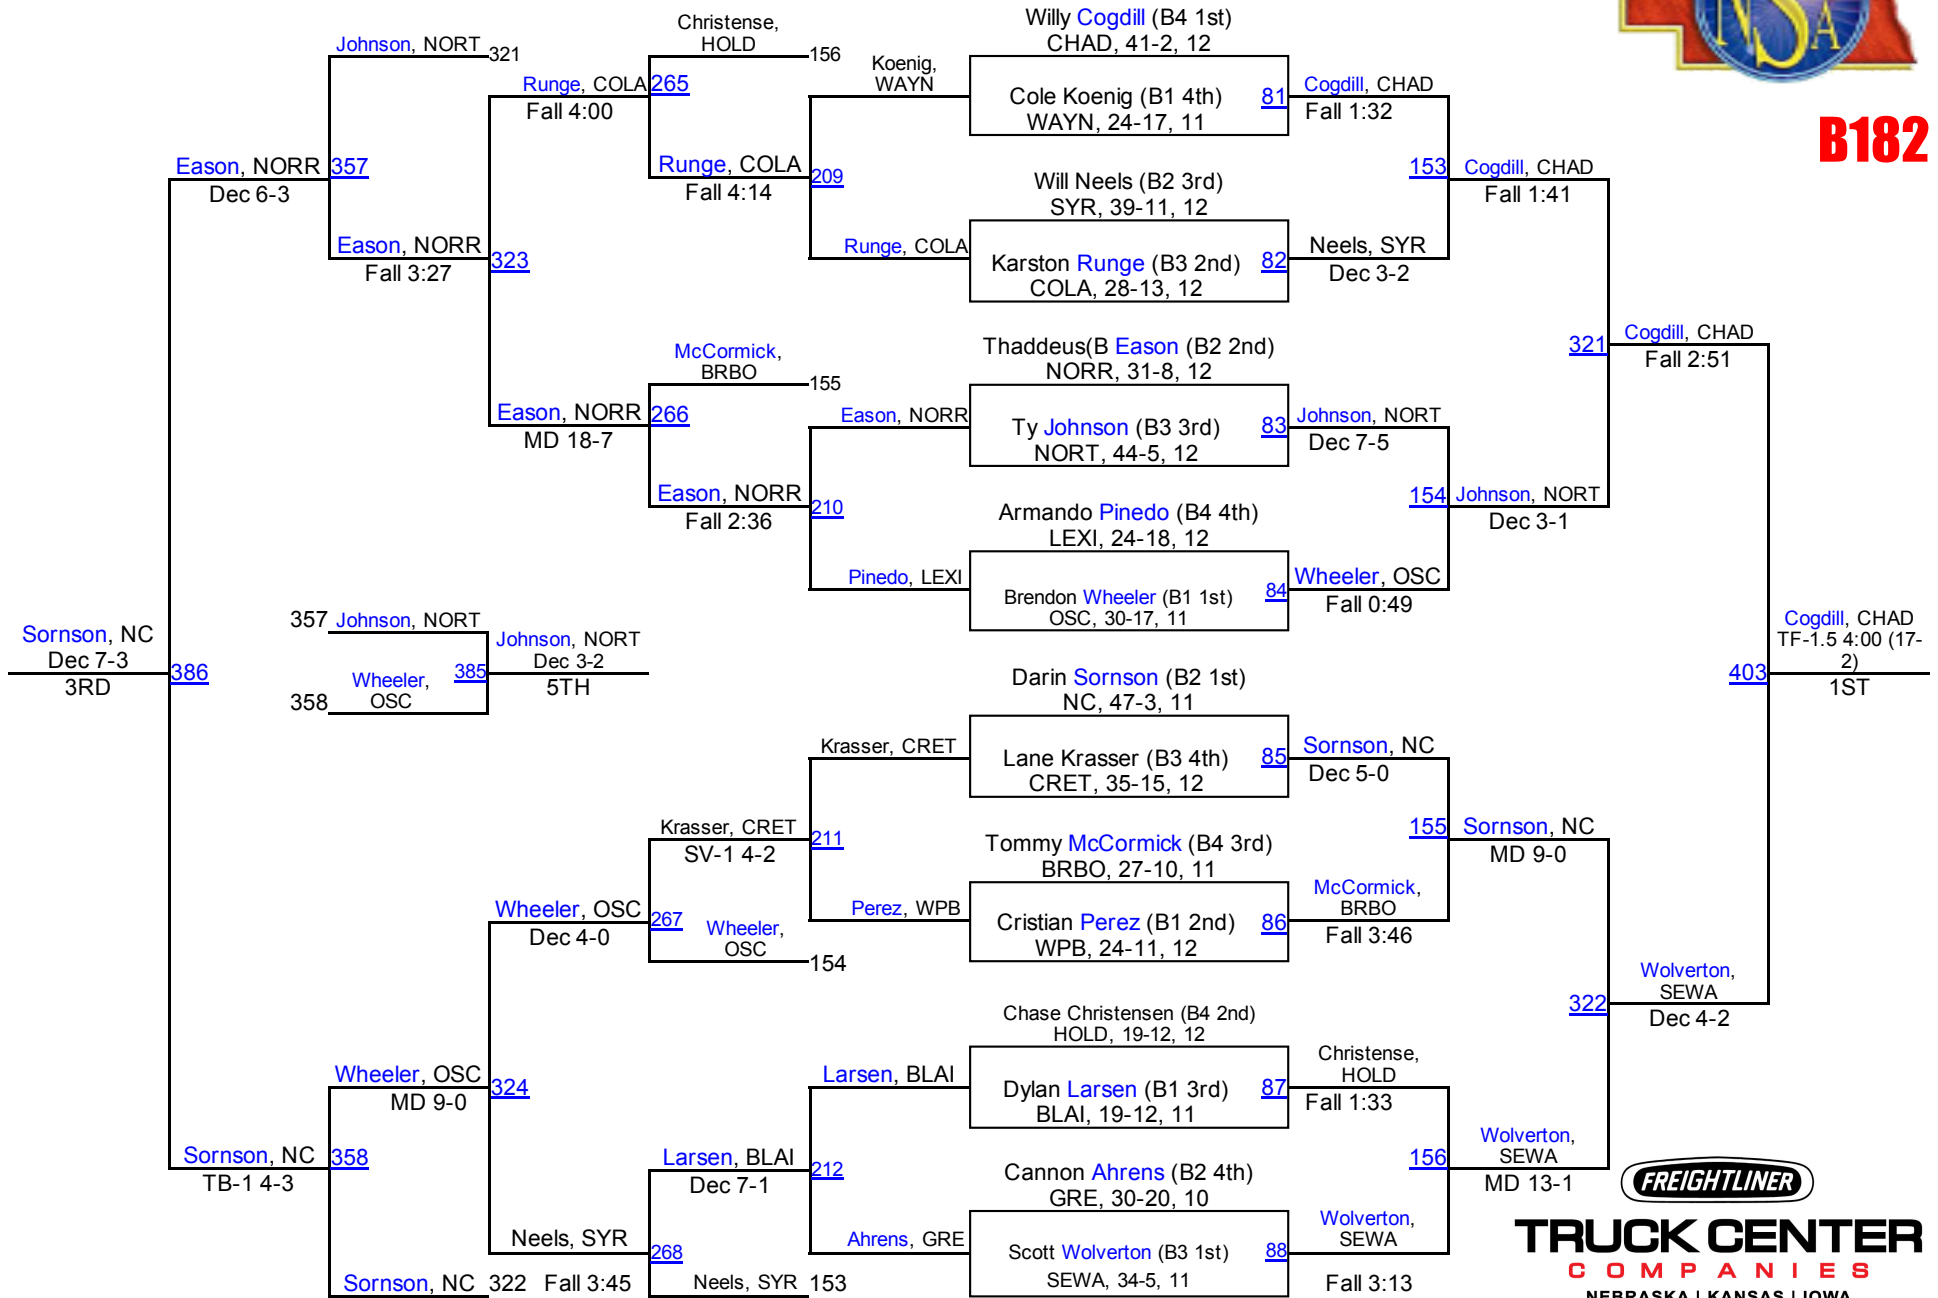 NSA
B182
Johnson, NORT
321
Runge, COLA
Fall 4:00
Christense,
HOLD
156
265
Koenig,
WAYN
Willy Cogdill (B4 1st)
CHAD, 41-2, 12
Cole Koenig (B1 4th)
WAYN, 24-17, 11
81
Cogdill, CHAD
Fall 1:32
Eason, NORR
Dec 6-3
357
Runge, COLA
Fall 4:14
209
Will Neels (B2 3rd)
SYR, 39-11, 12
153
Cogdill, CHAD
Fall 1:41
Eason, NORR
Fall 3:27
323
Runge, COLA
Karston Runge (B3 2nd)
COLA, 28-13, 12
82
Neels, SYR
Dec 3-2
McCormick,
BRBO
155
Thaddeus(B Eason (B2 2nd)
NORR, 31-8, 12
321
Cogdill, CHAD
Fall 2:51
Eason, NORR
MD 18-7
266
Eason, NORR
Ty Johnson (B3 3rd)
NORT, 44-5, 12
83
Johnson, NORT
Dec 7-5
Eason, NORR
Fall 2:36
210
Armando Pinedo (B4 4th)
LEXI, 24-18, 12
154
Johnson, NORT
Dec 3-1
Pinedo, LEXI
Brendon Wheeler (B1 1st)
OSC, 30-17, 11
84
Wheeler, OSC
Fall 0:49
Sornson, NC
Dec 7-3
3RD
386
357
Johnson, NORT
358
Wheeler,
OSC
385
Johnson, NORT
Dec 3-2
5TH
Darin Sornson (B2 1st)
NC, 47-3, 11
403
Cogdill, CHAD
TF-1.5 4:00 (17-
2)
1ST
Krasser, CRET
Lane Krasser (B3 4th)
CRET, 35-15, 12
85
Sornson, NC
Dec 5-0
Krasser, CRET
SV-1 4-2
211
Tommy McCormick (B4 3rd)
BRBO, 27-10, 11
155
Sornson, NC
MD 9-0
Wheeler, OSC
Dec 4-0
267
Wheeler,
OSC
154
Perez, WPB
Cristian Perez (B1 2nd)
WPB, 24-11, 12
86
McCormick,
BRBO
Fall 3:46
Chase Christensen (B4 2nd)
HOLD, 19-12, 12
322
Wolverton,
SEWA
Dec 4-2
Wheeler, OSC
MD 9-0
324
Larsen, BLAI
Dylan Larsen (B1 3rd)
BLAI, 19-12, 11
87
Christense,
HOLD
Fall 1:33
Sornson, NC
TB-1 4-3
358
Larsen, BLAI
Dec 7-1
212
Cannon Ahrens (B2 4th)
GRE, 30-20, 10
156
Wolverton,
SEWA
MD 13-1
Neels, SYR
Fall 3:45
268
Ahrens, GRE
Scott Wolverton (B3 1st)
SEWA, 34-5, 11
88
Wolverton,
SEWA
Fall 3:13
Sornson, NC
322
Neels, SYR
153
FREIGHTLINER
TRUCK CENTER
COMPANIES
NEBRASKA | KANSAS | IOWA